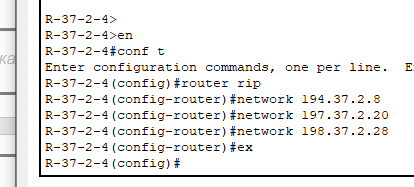 R-37-2-4>
R-37-2-4>en
R-37-2-4#conf t
Enter configuration commands, one per line.
R-37-2-4(config)#router rip
R-37-2-4(config-router)#network 194.37.2.8
R-37-2-4(config-router)#network 197.37.2.20
R-37-2-4(config-router)#network 198.37.2.28
R-37-2-4(config-router)#ex
R-37-2-4(config)#